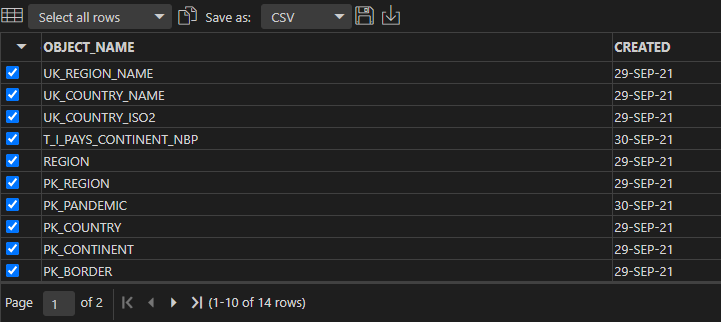 Select all rows Save as: CSV
OBJECT_NAME CREATED
UK_REGION_NAME 29-SEP-21
UK_COUNTRY_NAME 29-SEP-21
UK_COUNTRY_ISO2 29-SEP-21
T_I_PAYS_CONTINENT_NBP 30-SEP-21
REGION 29-SEP-21
PK_REGION 29-SEP-21
PK_PANDEMIC 30-SEP-21
PK_COUNTRY 29-SEP-21
PK_CONTINENT 29-SEP-21
PK_BORDER 29-SEP-21
Page 1 of 2 (1-10 of 14 rows)